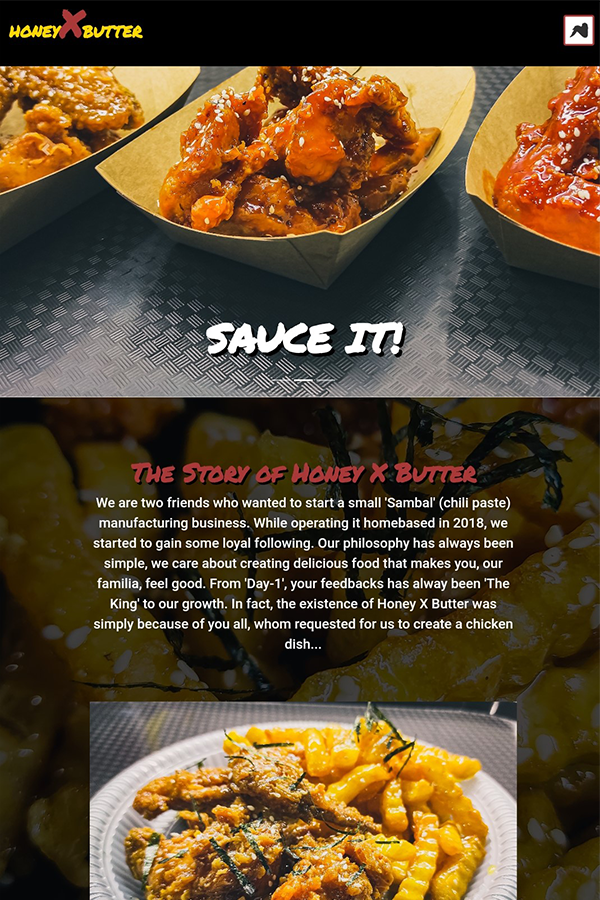 HONEY X BUTTER
SAUCE IT!
The Story of Honey X Butter
We are two friends who wanted to start a small 'Sambal' (chili paste)
manufacturing business. While operating it homebased in 2018, we
started to gain some loyal following. Our philosophy has always been
simple, we care about creating delicious food that makes you, our
familia, feel good. From 'Day-1', your feedbacks has alway been 'The
King' to our growth. In fact, the existence of Honey X Butter was
simply because of you all, whom requested for us to create a chicken
dish...